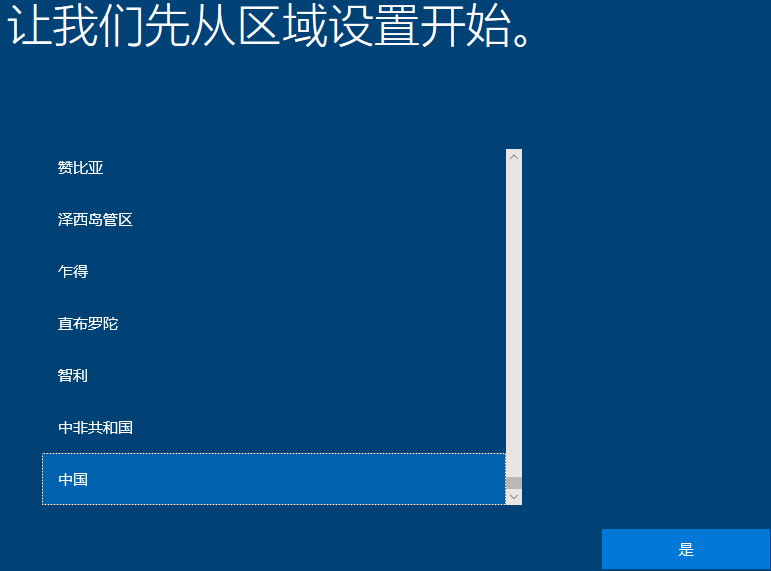 让我们先从区域设置开始。
赞比亚
泽西岛管区
乍得
直布罗陀
智利
中非共和国
中国
是